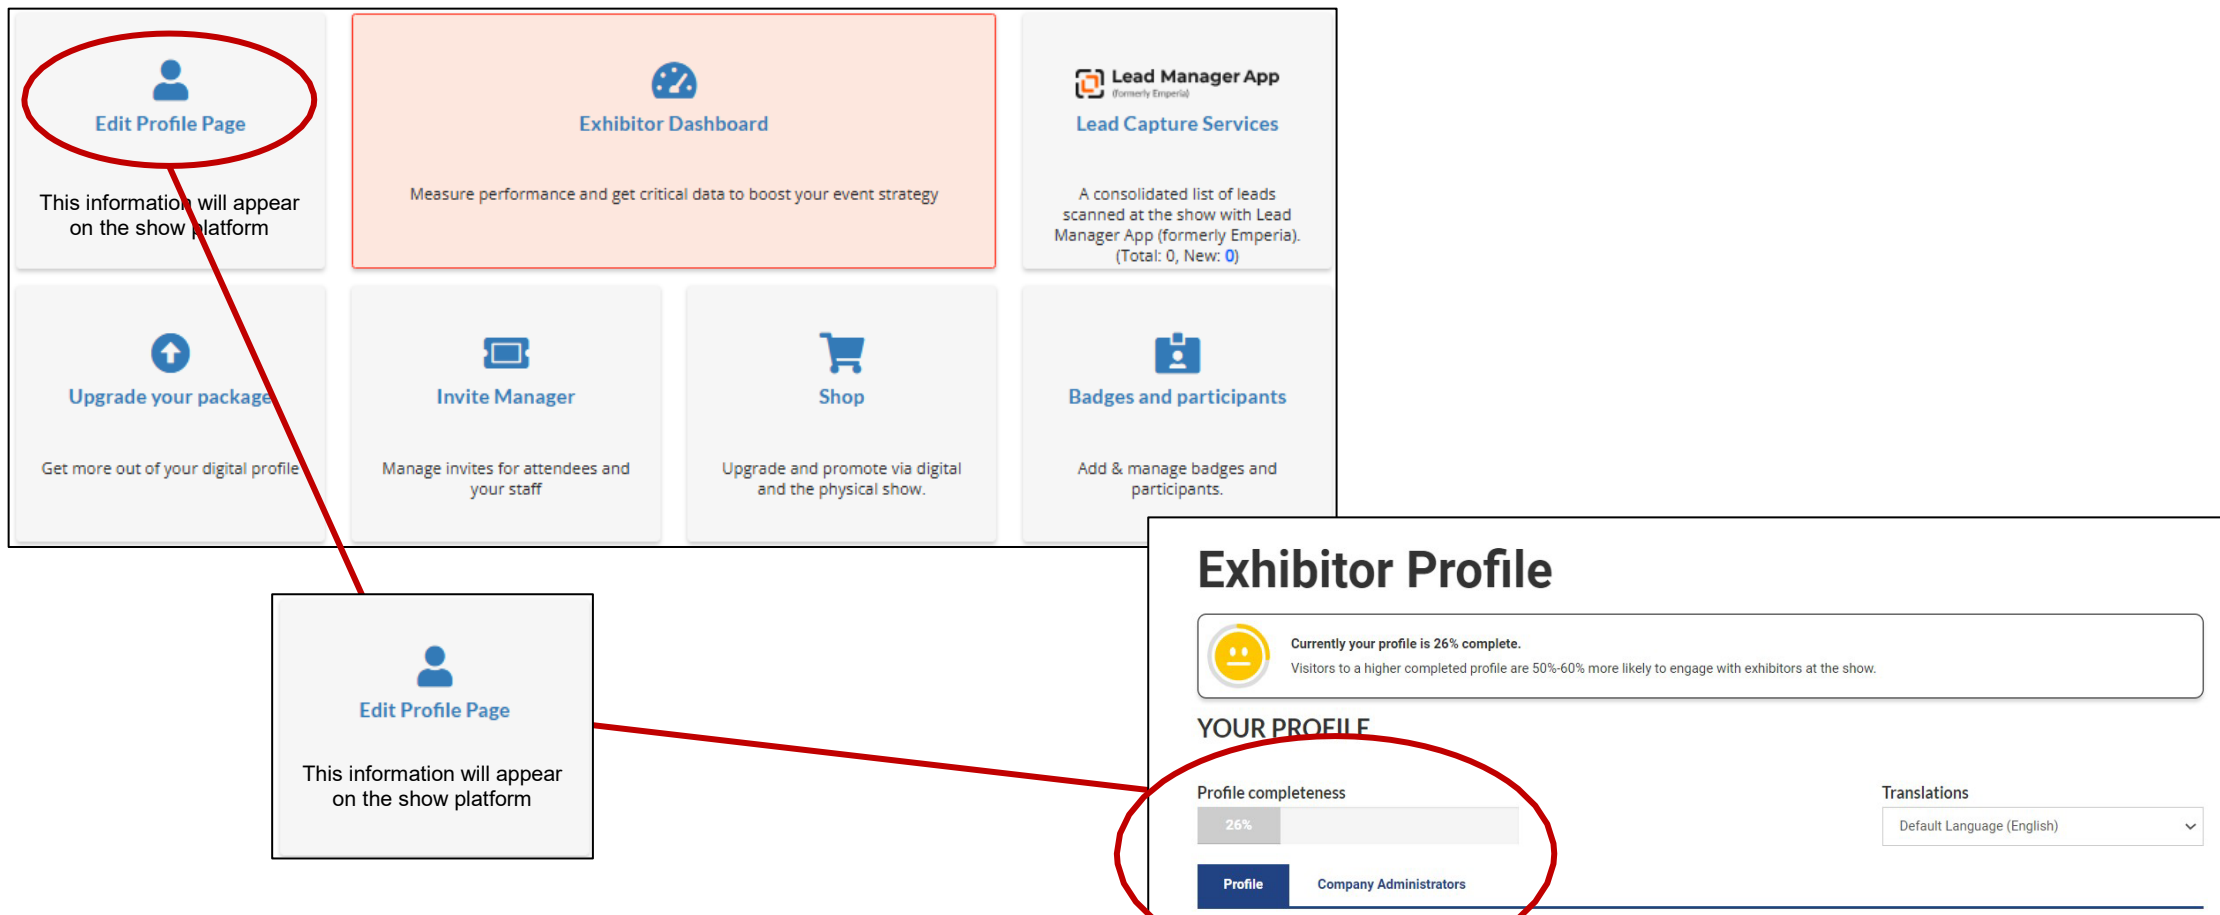 Edit Profile Page
This information will appear
on the show platform
Exhibitor Dashboard
Measure performance and get critical data to boost your event strategy
Lead Manager App
(formerly Emperia)
Lead Capture Services
A consolidated list of leads
scanned at the show with Lead
Manager App (formerly Emperia).
(Total: 0, New: 0)
Upgrade your package
Get more out of your digital profile
Invite Manager
Manage invites for attendees and
your staff
Shop
Upgrade and promote via digital
and the physical show.
Badges and participants
Add & manage badges and
participants.
Edit Profile Page
This information will appear
on the show platform
Exhibitor Profile
Currently your profile is 26% complete.
Visitors to a higher completed profile are 50%-60% more likely to engage with exhibitors at the show.
YOUR PROFILE
Profile completeness
26%
Translations
Default Language (English)
Profile
Company Administrators